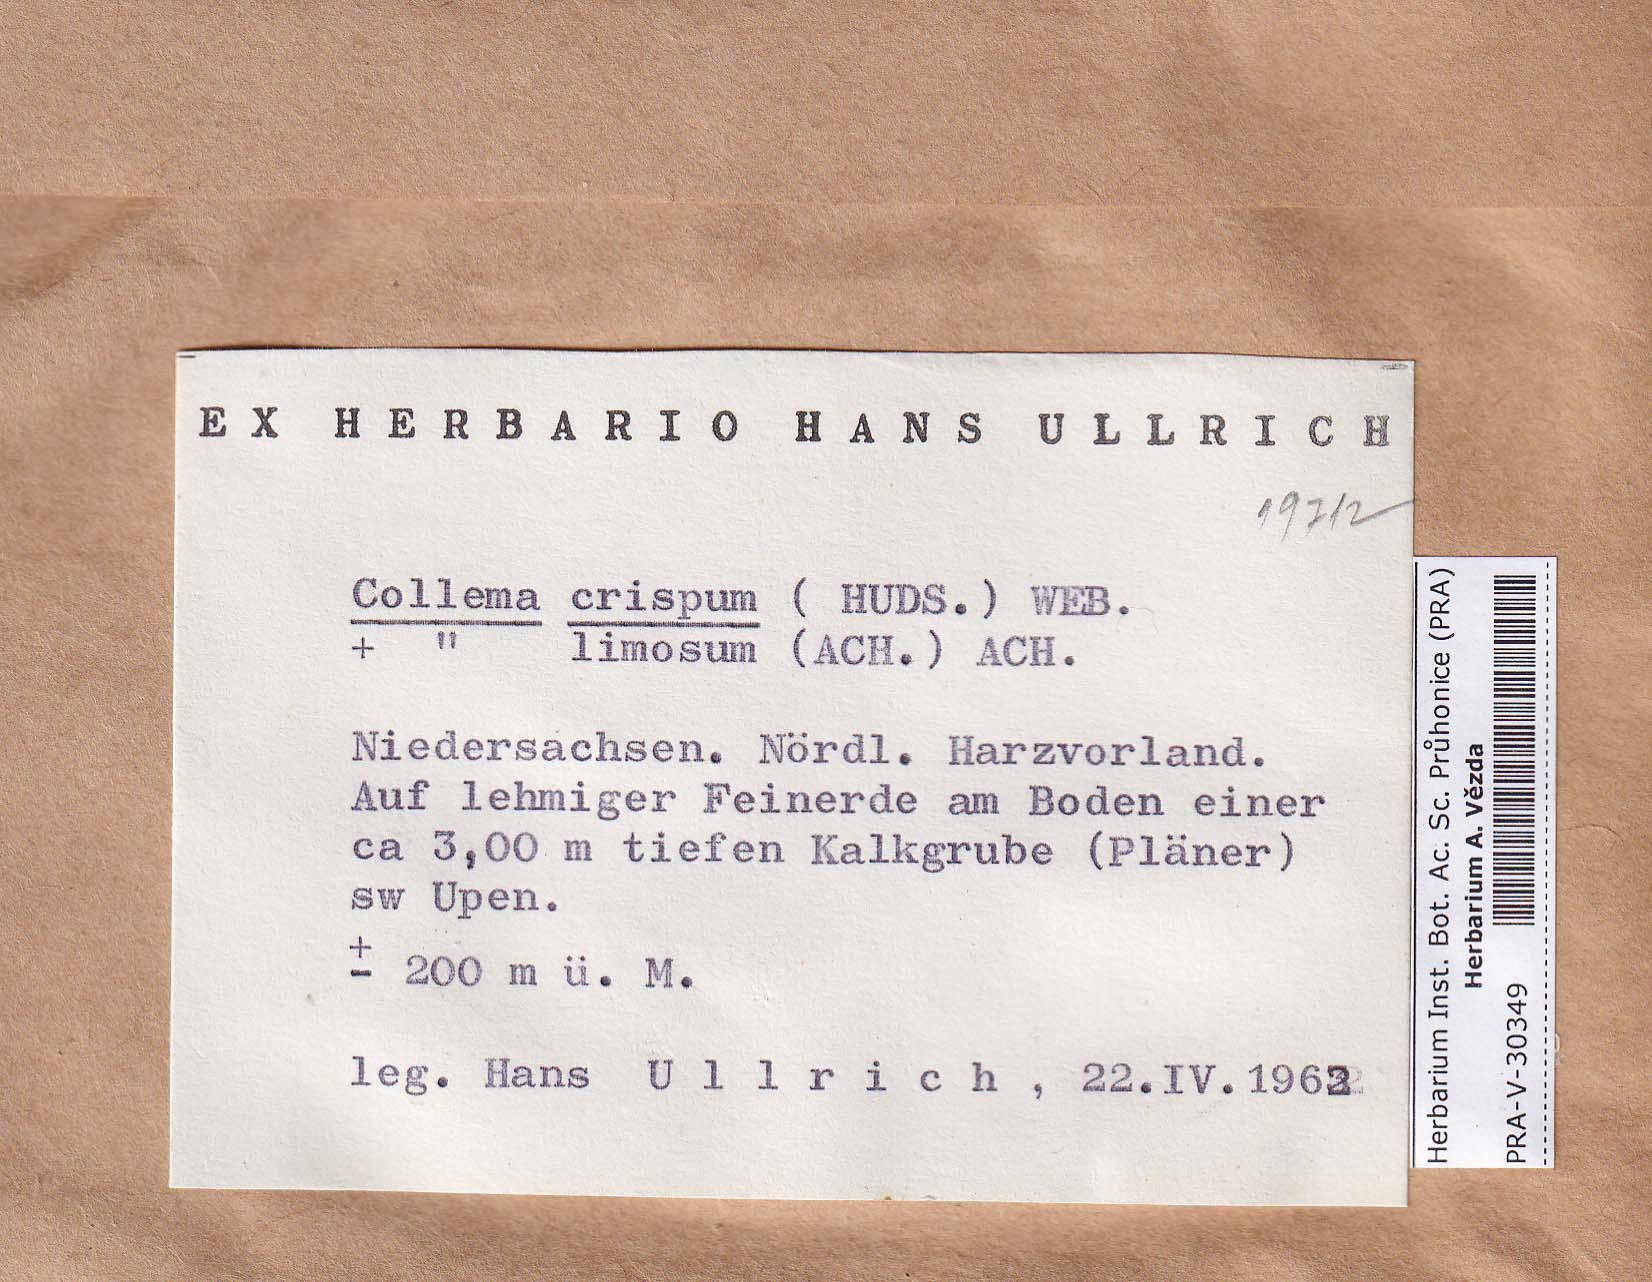 EX HERBARIO HANS ULLRICH
19712
Collema crispum ( HUDS.) WEB.
+ " limosum (ACH.) ACH.
Niedersachsen. Nördl. Harzvorland.
Auf lehmiger Feinerde am Boden einer
ca 3,00 m tiefen Kalkgrube (Pläner)
sw Upen.
± 200 m ü. M.
leg. Hans U l l r i c h , 22.IV.1962
Herbarium Inst. Bot. Ac. Sc. Průhonice (PRA)
Herbarium A. Vězda
PRA-V-30349